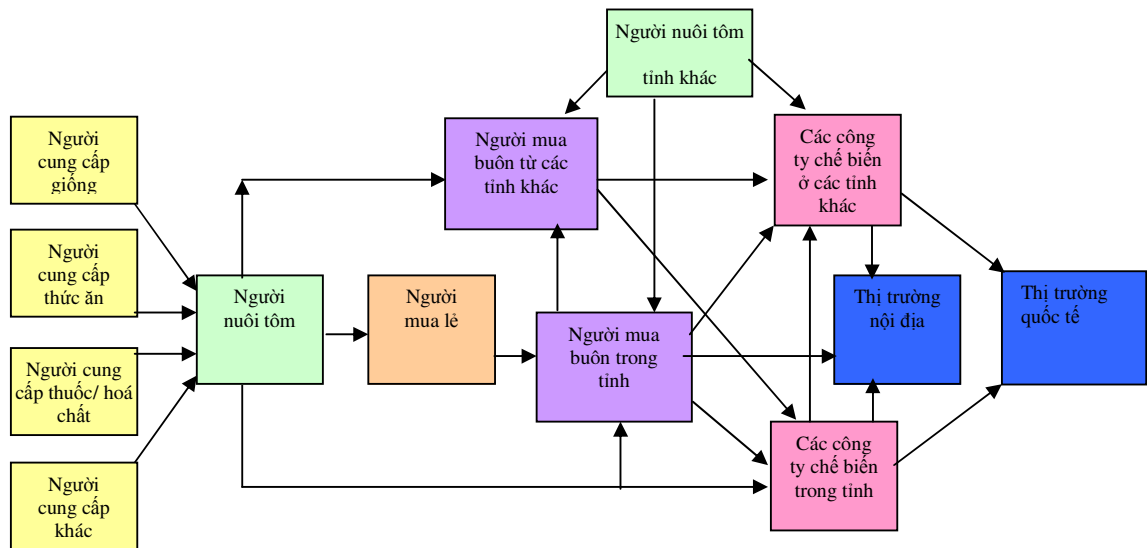 Người nuôi tôm
tỉnh khác
Người
cung cấp
giống
Người
cung cấp
thức ăn
Người cung
cấp thuốc/ hoá
chất
Người
cung cấp
khác
Người
nuôi tôm
Người
mua lẻ
Người mua
buôn từ các
tỉnh khác
Người mua
buôn trong
tỉnh
Các công
ty chế biến
ở các tỉnh
khác
Thị trường
nội địa
Các công
ty chế biến
trong tỉnh
Thị trường
quốc tế